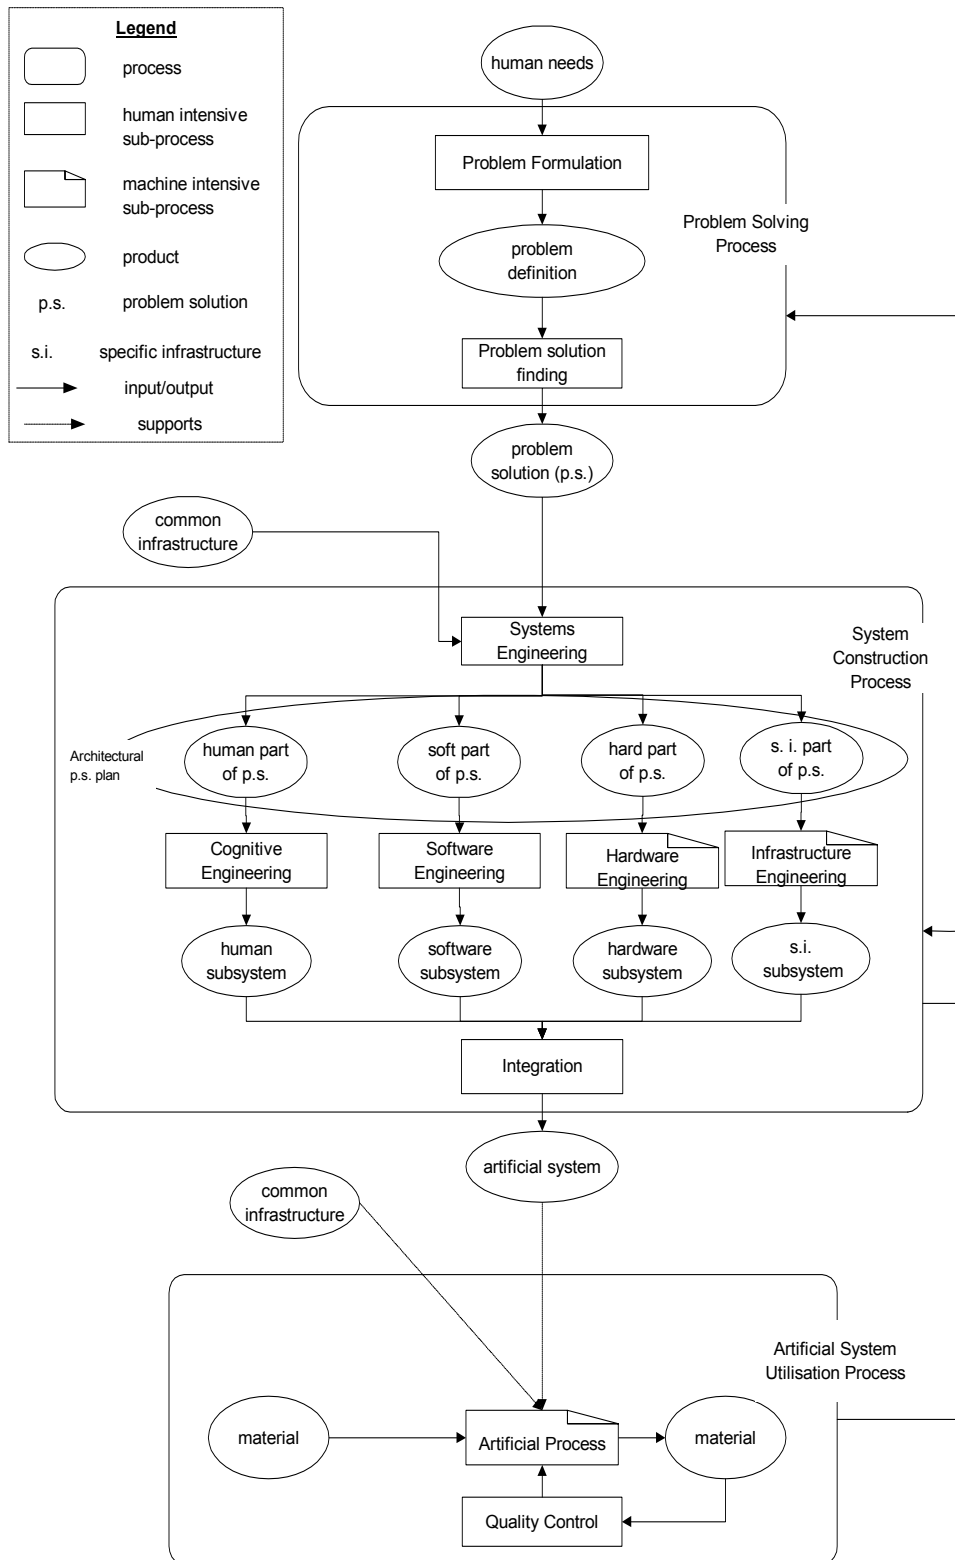 Legend
process
human intensive
sub-process
machine intensive
sub-process
product
p.s. problem solution
s.i. specific infrastructure
input/output
supports
human needs
Problem Formulation
problem
definition
Problem Solving
Process
Problem solution
finding
problem
solution (p.s.)
common
infrastructure
Systems
Engineering
System
Construction
Process
Architectural
p.s. plan
human part
of p.s.
soft part
of p.s.
hard part
of p.s.
s. i. part
of p.s.
Cognitive
Engineering
Software
Engineering
Hardware
Engineering
Infrastructure
Engineering
human
subsystem
software
subsystem
hardware
subsystem
s.i.
subsystem
Integration
artificial system
common
infrastructure
Artificial System
Utilisation Process
material
Artificial Process
material
Quality Control